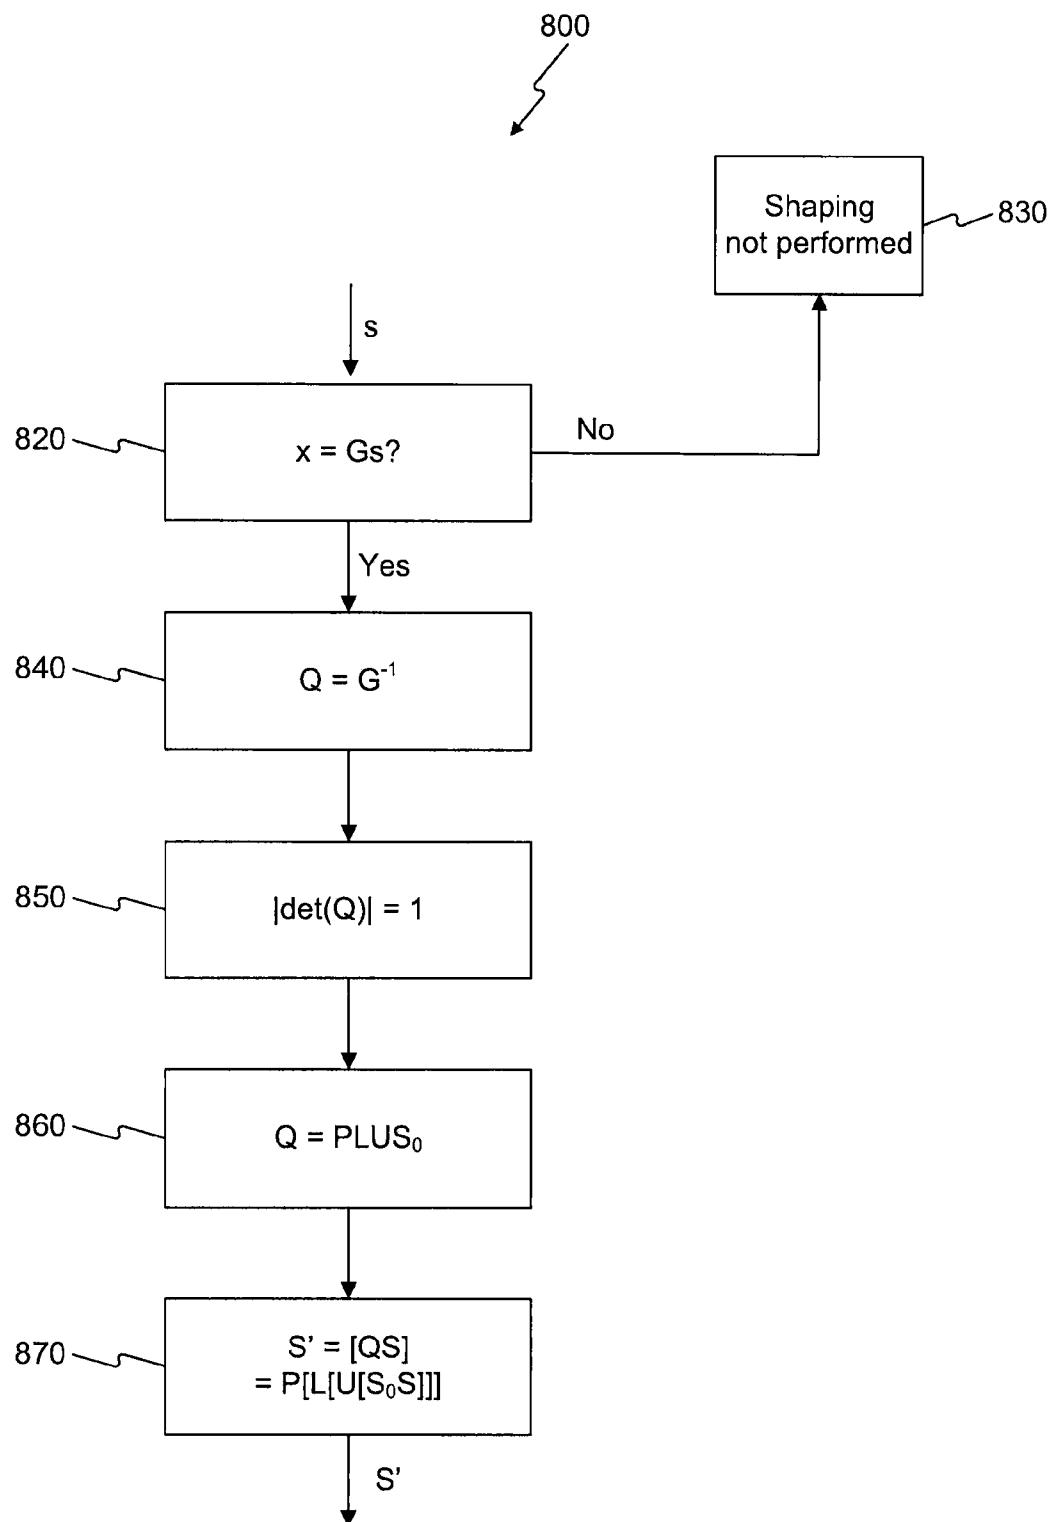 800
Shaping
not performed
830
s
820
x = Gs?
No
Yes
840
Q = G⁻¹
850
|det(Q)| = 1
860
Q = PLUS₀
870
S' = [QS]
= P[L[U[S₀S]]]
S'